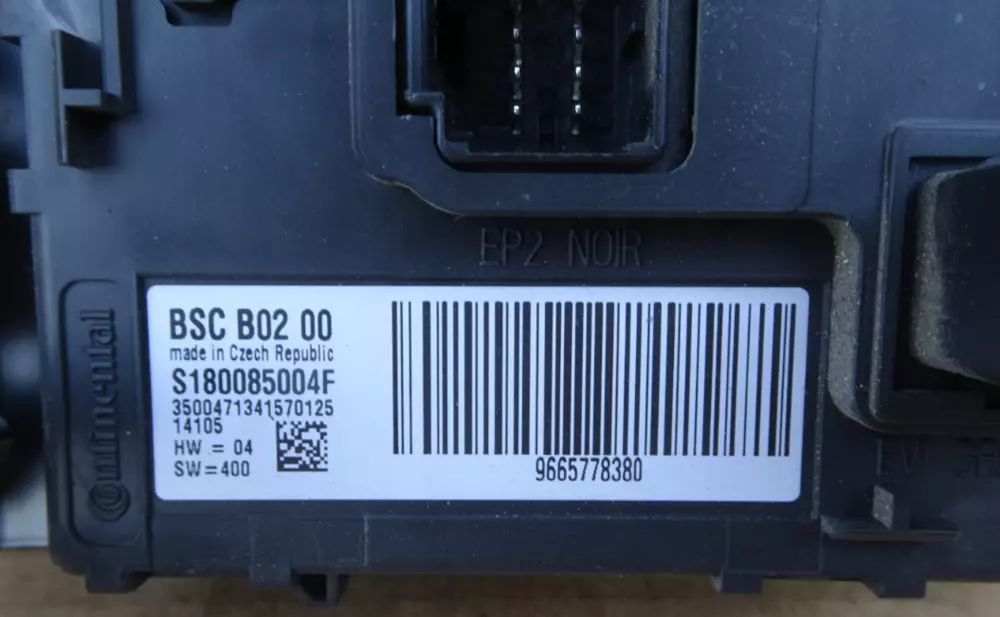 EP2 NOIR
Continental
BSC B02 00
made in Czech Republic
S180085004F
3500471341570125
14105
HW = 04
SW=400
9665778380